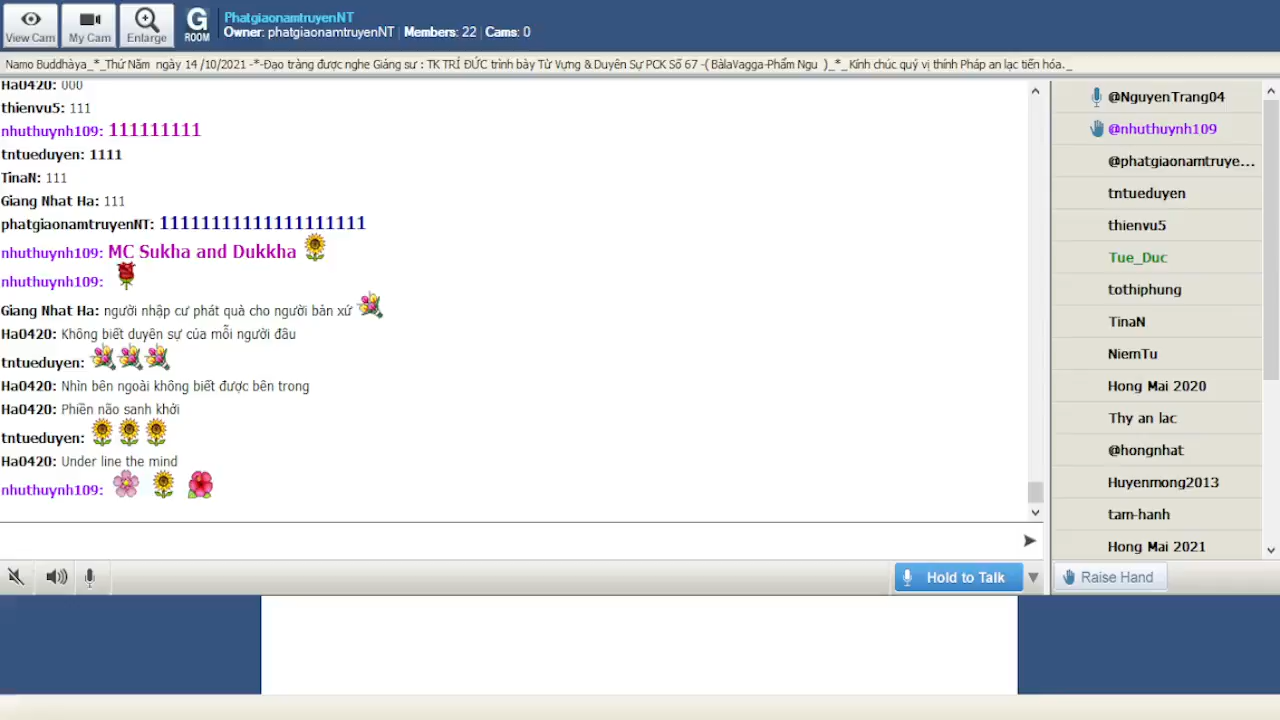 View Cam
My Cam
Enlarge
G
ROOM
PhatgiaonamtruyenNT
Owner: phatgiaonamtruyenNT | Members: 22 | Cams: 0
Namo Buddhàya_*_Thứ Năm ngày 14 /10/2021 -*-Đạo tràng được nghe Giảng sư : TK TRÍ ĐỨC trình bày Từ Vựng & Duyên Sự PCK Số 67 -( BàlaVagga-Phẩm Ngu )_*_ Kính chúc quý vị thính Pháp an lạc tiến hóa._
Ha0420: 000
thienvu5: 111
nhuthuynh109: 111111111
tntueduyen: 1111
TinaN: 111
Giang Nhat Ha: 111
phatgiaonamtruyenNT: 11111111111111111111
nhuthuynh109: MC Sukha and Dukkha
nhuthuynh109:
Giang Nhat Ha: người nhập cư phát quà cho người bản xứ
Ha0420: Không biết duyên sự của mỗi người đâu
tntueduyen:
Ha0420: Nhìn bên ngoài không biết được bên trong
Ha0420: Phiền não sanh khởi
tntueduyen:
Ha0420: Under line the mind
nhuthuynh109:
@NguyenTrang04
@nhuthuynh109
@phatgiaonamtruye...
tntueduyen
thienvu5
Tue_Duc
tothiphung
TinaN
NiemTu
Hong Mai 2020
Thy an lac
@hongnhat
Huyenmong2013
tam-hanh
Hong Mai 2021
Hold to Talk
Raise Hand